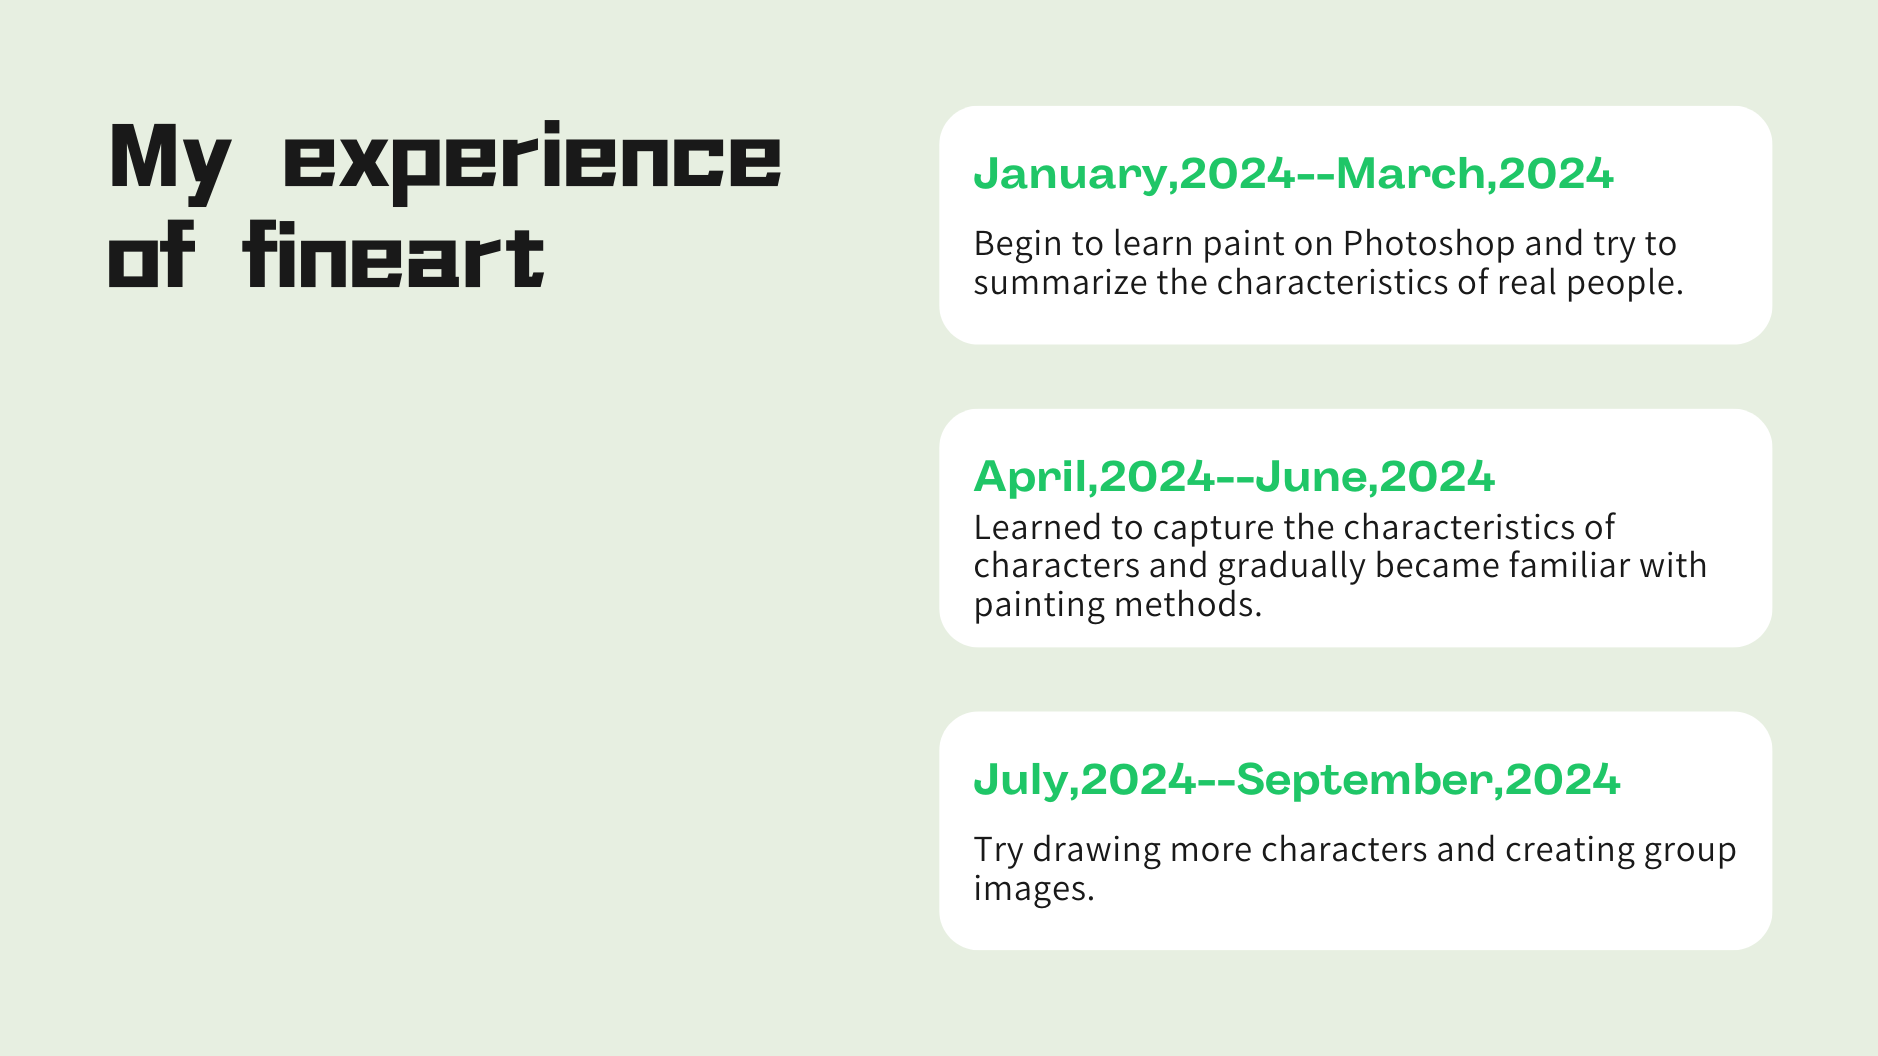 My experience
of fineart
January,2024--March,2024
Begin to learn paint on Photoshop and try to
summarize the characteristics of real people.
April,2024--June,2024
Learned to capture the characteristics of
characters and gradually became familiar with
painting methods.
July,2024--September,2024
Try drawing more characters and creating group
images.